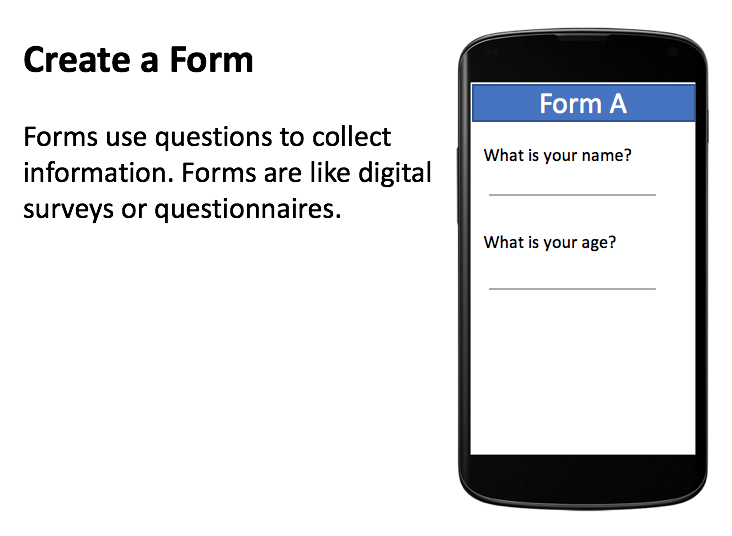 Create a Form
Forms use questions to collect
information. Forms are like digital
surveys or questionnaires.
Form A
What is your name?
What is your age?